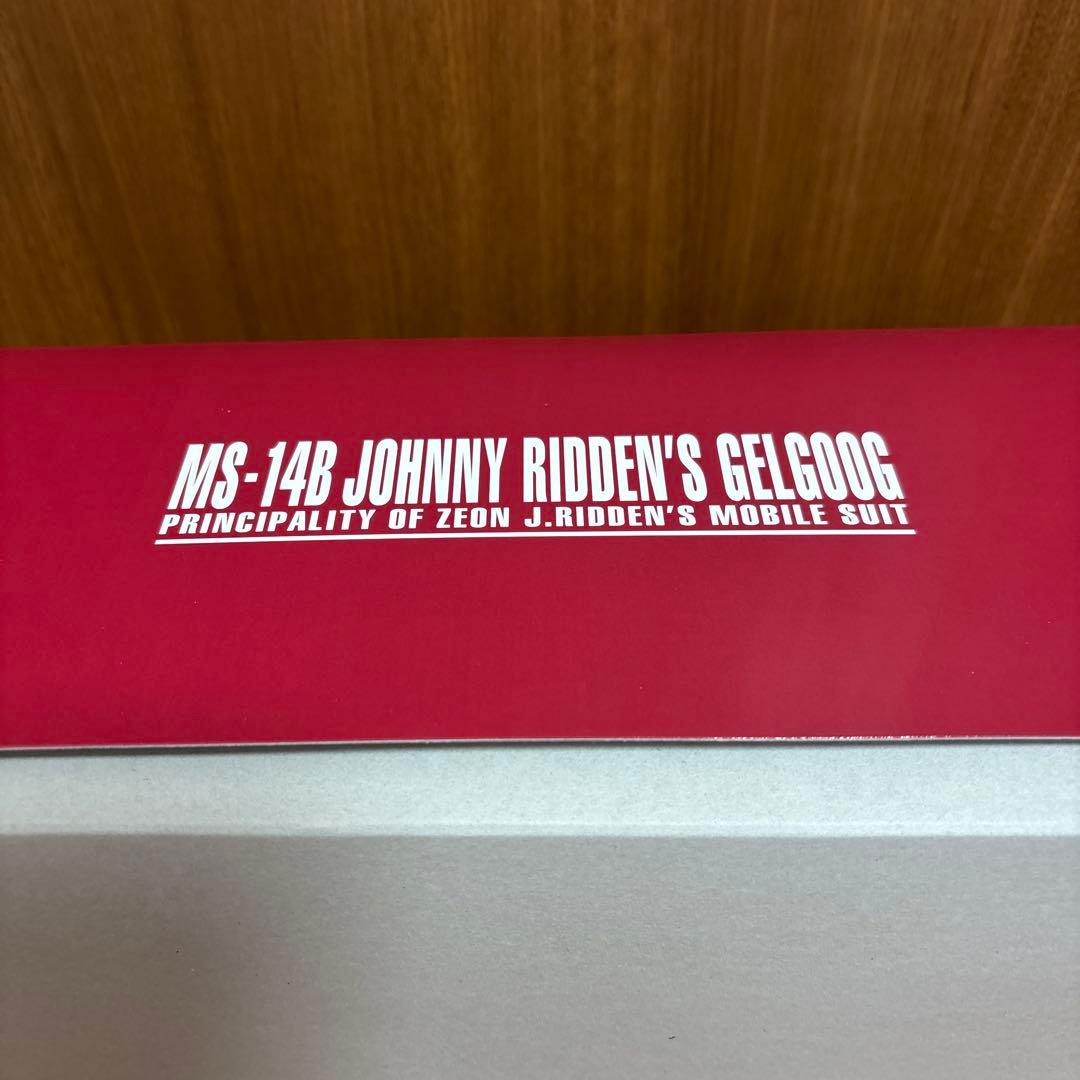 MS-14B JOHNNY RIDDEN'S GELGOOG
PRINCIPALITY OF ZEON J.RIDDEN'S MOBILE SUIT